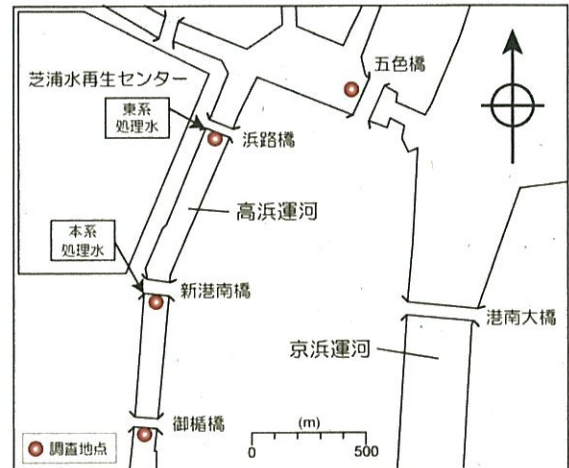 芝浦水再生センター
五色橋
東系
処理水
浜路橋
高浜運河
本系
処理水
新港南橋
港南大橋
京浜運河
御楯橋
(m)
0 500
調査地点